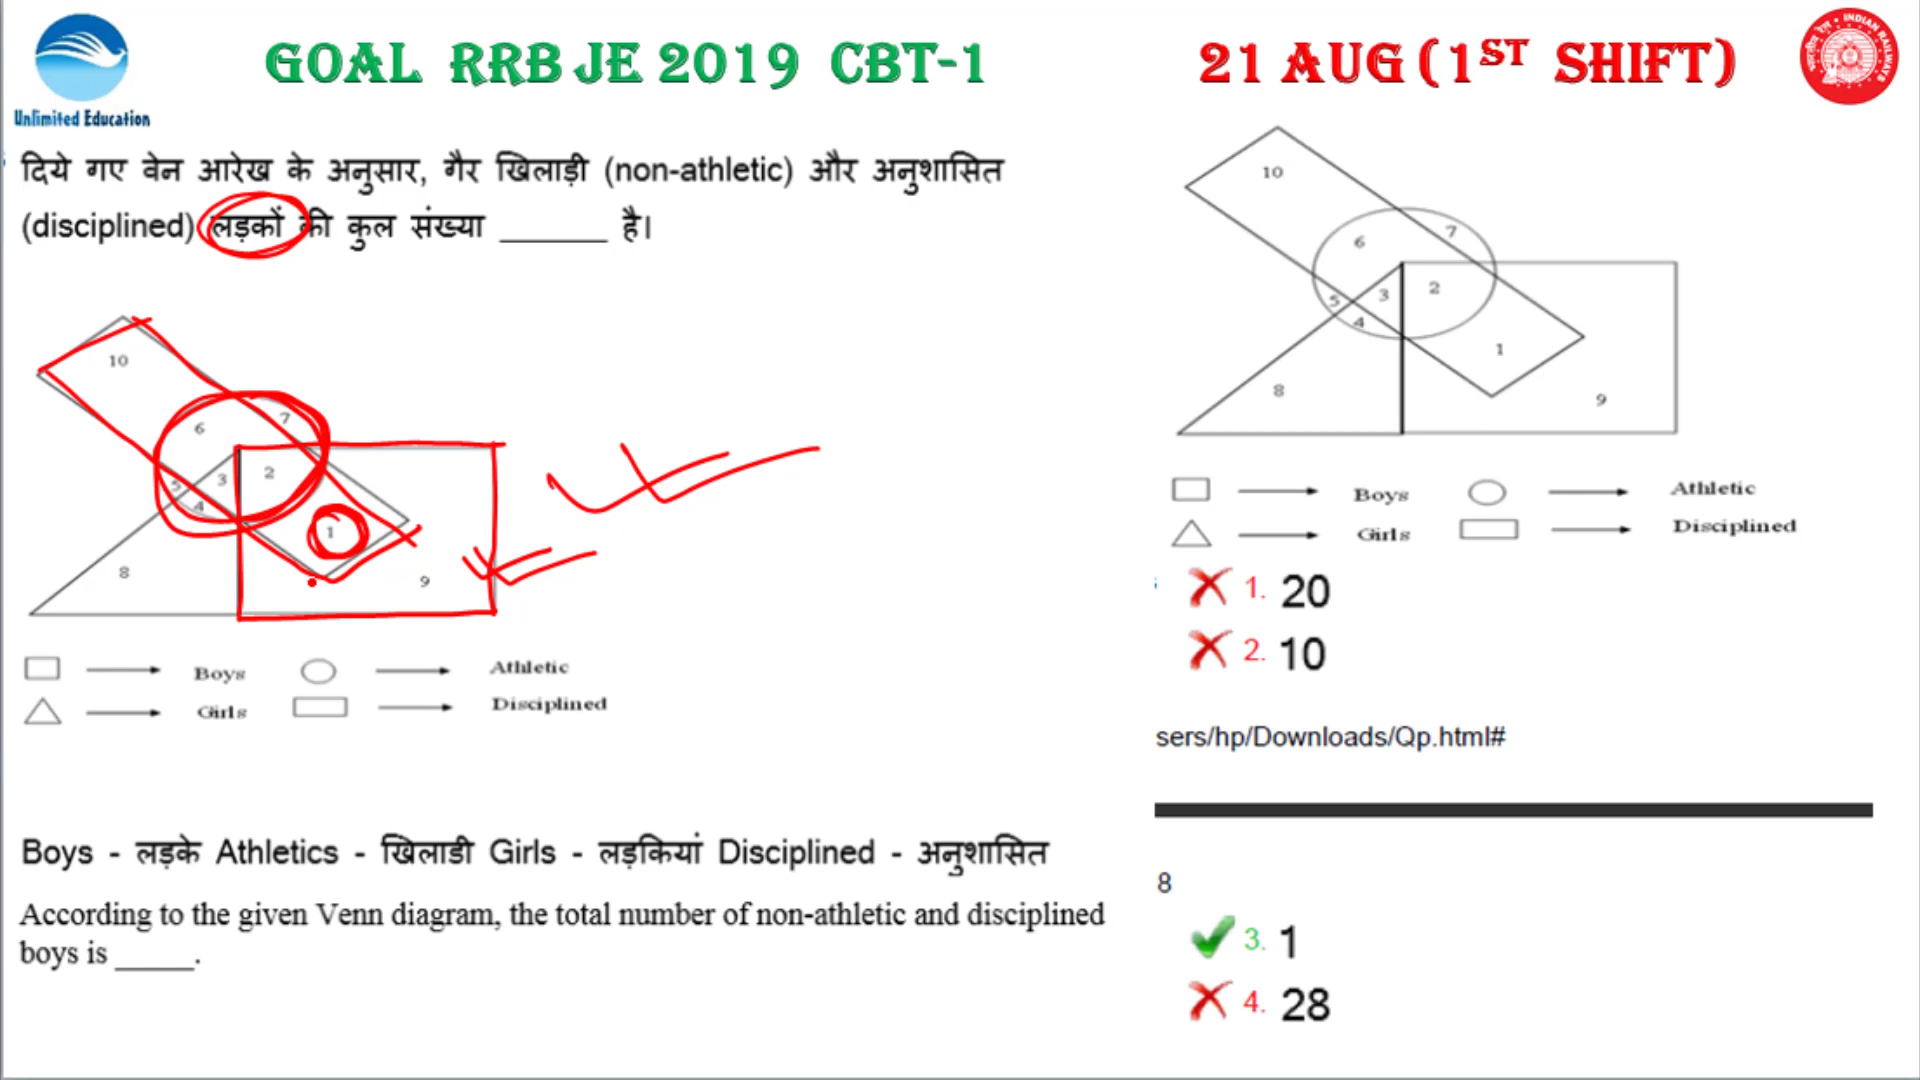 GOAL RRB JE 2019 CBT-1
21 AUG (1ST SHIFT)
Unlimited Education
INDIAN RAILWAYS
दिये गए वेन आरेख के अनुसार, गैर खिलाड़ी (non-athletic) और अनुशासित
(disciplined) लड़कों की कुल संख्या ______ है।
10
6
7
5
3
2
4
1
8
9
Boys
Athletic
Girls
Disciplined
Boys - लड़के Athletics - खिलाडी Girls - लड़कियां Disciplined - अनुशासित
According to the given Venn diagram, the total number of non-athletic and disciplined
boys is _____.
10
6
7
5
3
2
4
1
8
9
Boys
Athletic
Girls
Disciplined
1. 20
2. 10
sers/hp/Downloads/Qp.html#
8
3. 1
4. 28